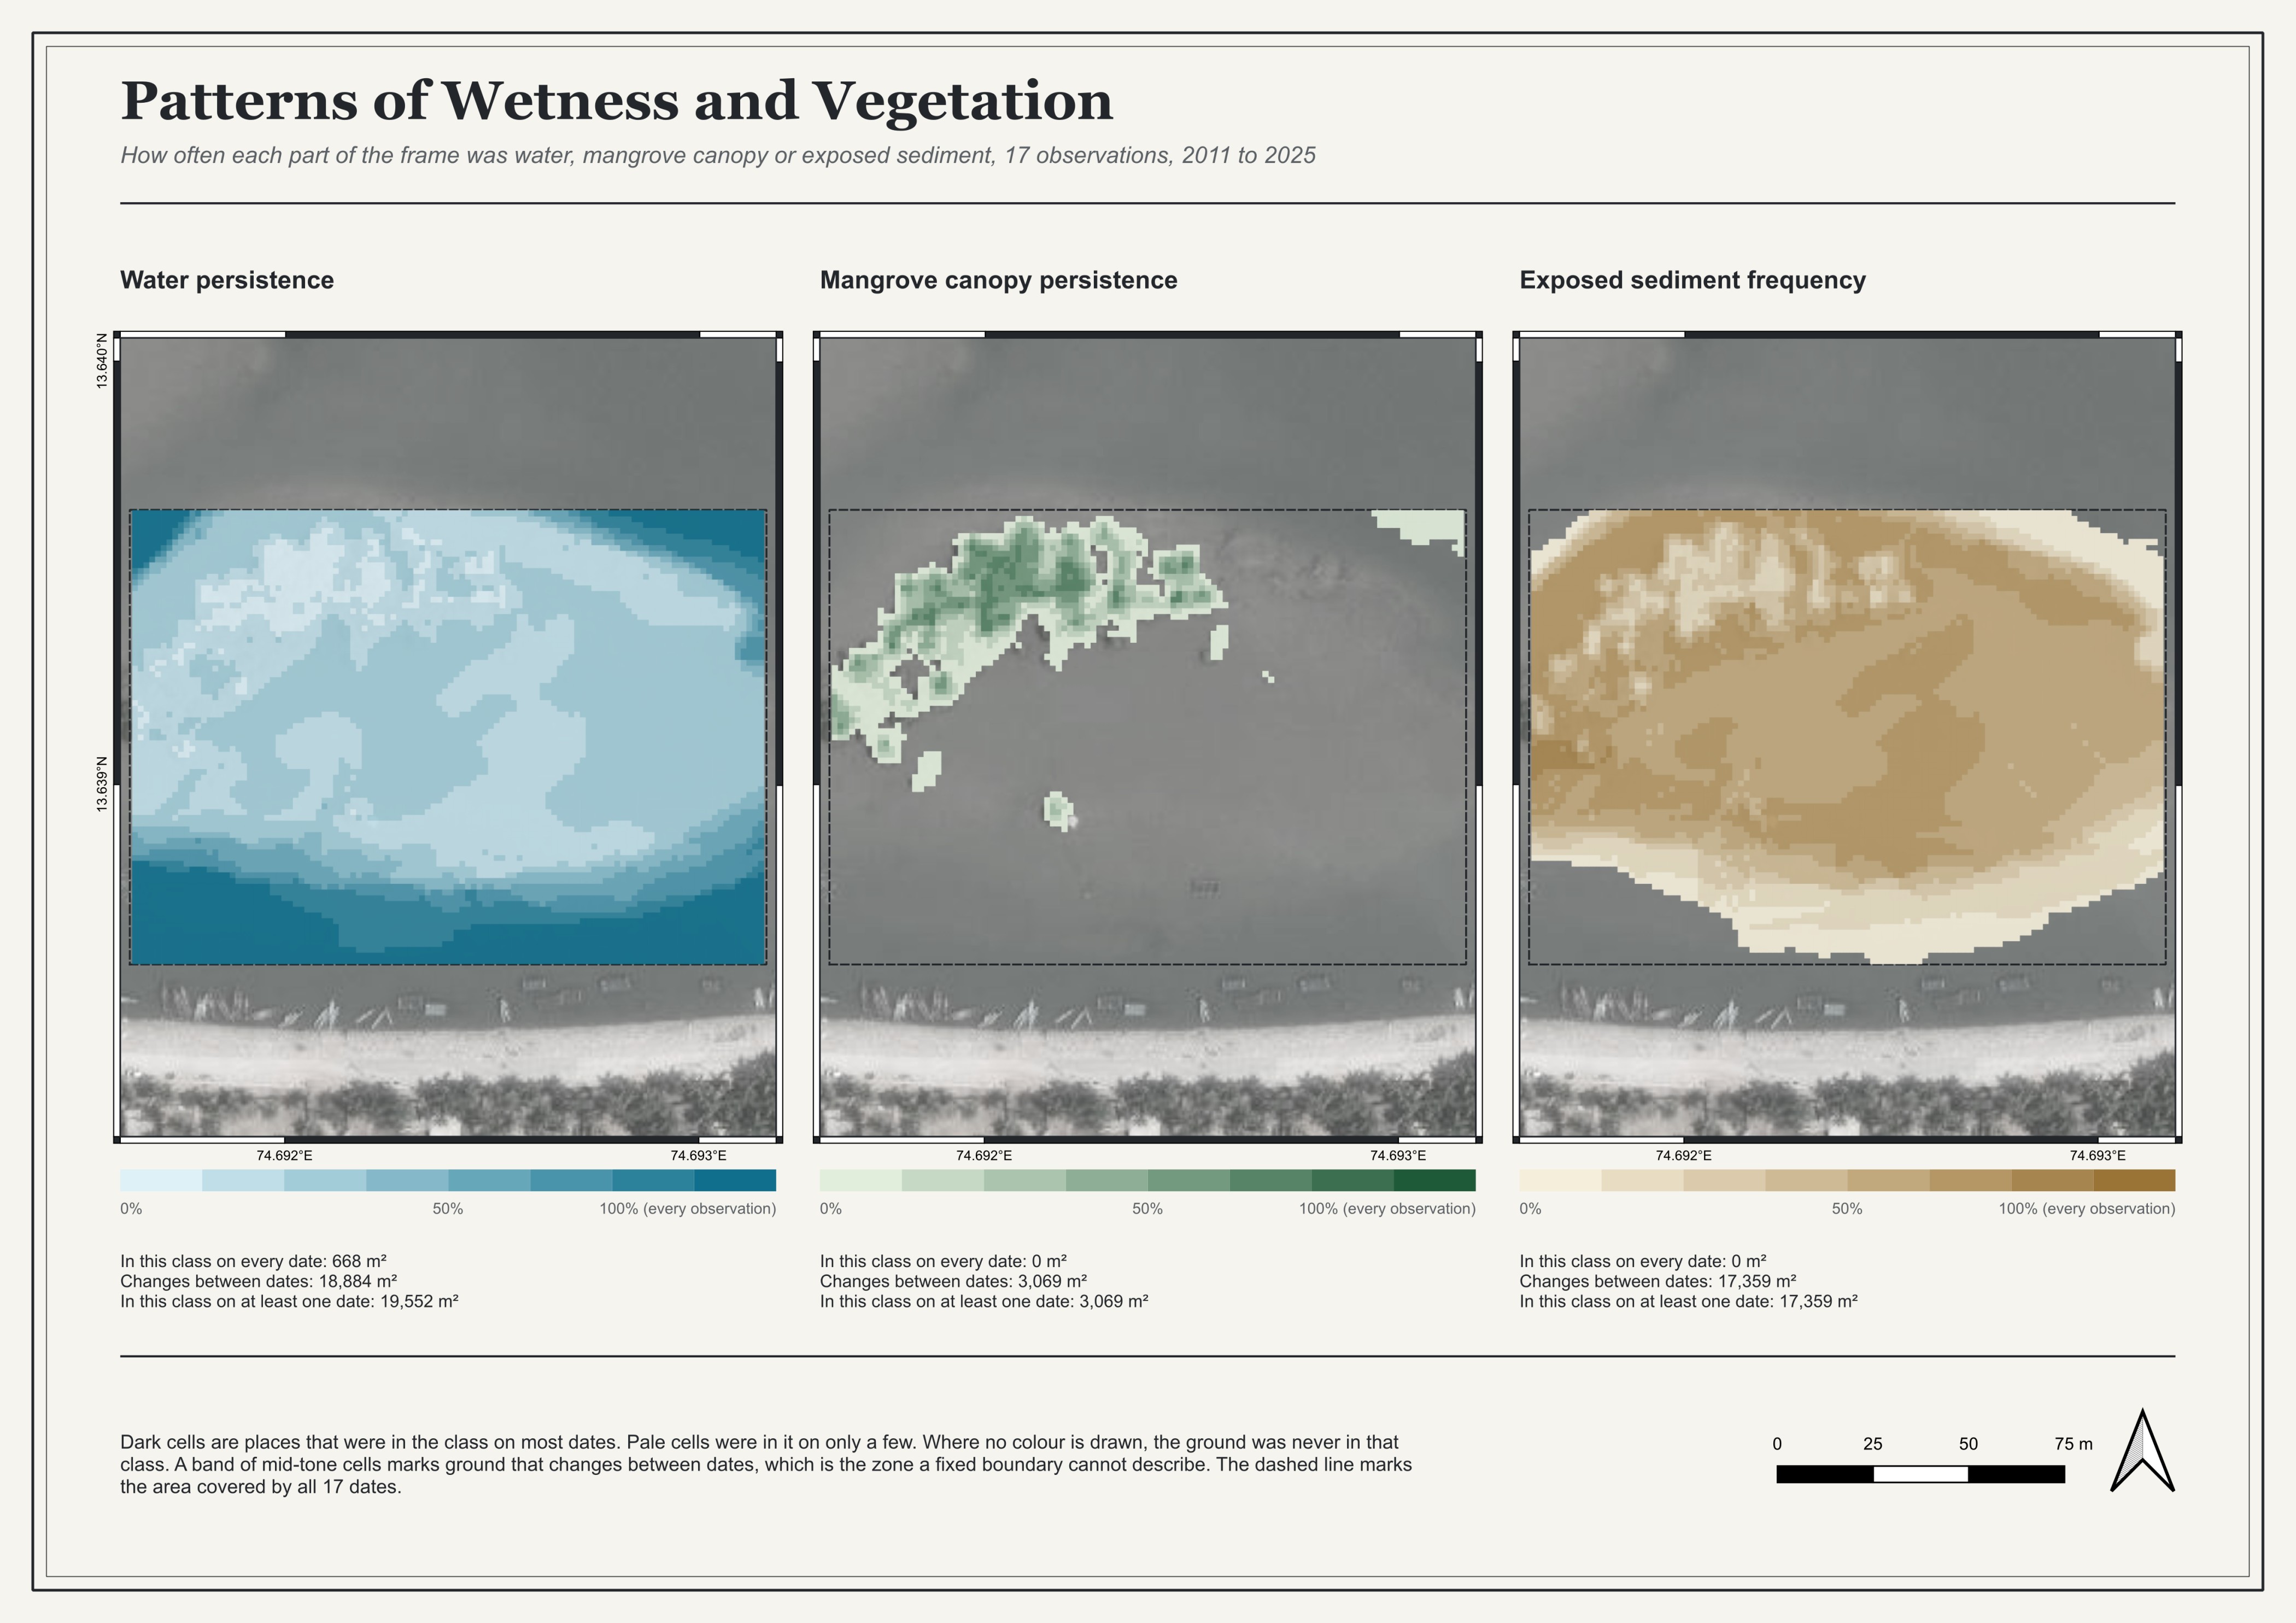 Patterns of Wetness and Vegetation
How often each part of the frame was water, mangrove canopy or exposed sediment, 17 observations, 2011 to 2025
Water persistence
Mangrove canopy persistence
Exposed sediment frequency
13.640°N
13.639°N
74.692°E
74.693°E
74.692°E
74.693°E
74.692°E
74.693°E
0%
50%
100% (every observation)
0%
50%
100% (every observation)
0%
50%
100% (every observation)
In this class on every date: 668 m²
Changes between dates: 18,884 m²
In this class on at least one date: 19,552 m²
In this class on every date: 0 m²
Changes between dates: 3,069 m²
In this class on at least one date: 3,069 m²
In this class on every date: 0 m²
Changes between dates: 17,359 m²
In this class on at least one date: 17,359 m²
Dark cells are places that were in the class on most dates. Pale cells were in it on only a few. Where no colour is drawn, the ground was never in that
class. A band of mid-tone cells marks ground that changes between dates, which is the zone a fixed boundary cannot describe. The dashed line marks
the area covered by all 17 dates.
0
25
50
75 m